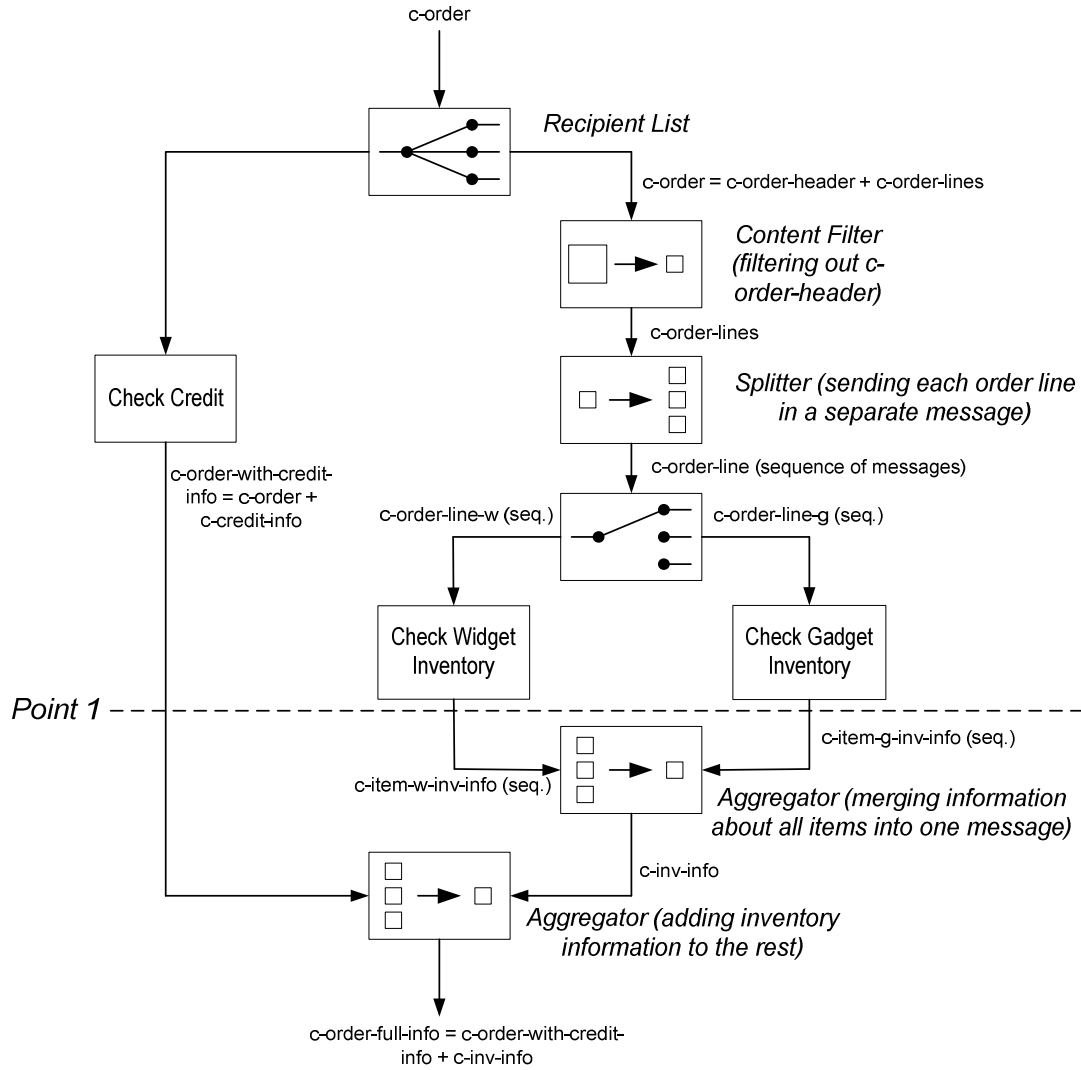 c-order
Recipient List
c-order = c-order-header + c-order-lines
Content Filter
(filtering out c-
order-header)
c-order-lines
Check Credit
Splitter (sending each order line
in a separate message)
c-order-with-credit-
info = c-order +
c-credit-info
c-order-line (sequence of messages)
c-order-line-w (seq.)
c-order-line-g (seq.)
Check Widget
Inventory
Check Gadget
Inventory
Point 1
c-item-g-inv-info (seq.)
c-item-w-inv-info (seq.)
Aggregator (merging information
about all items into one message)
c-inv-info
Aggregator (adding inventory
information to the rest)
c-order-full-info = c-order-with-credit-
info + c-inv-info